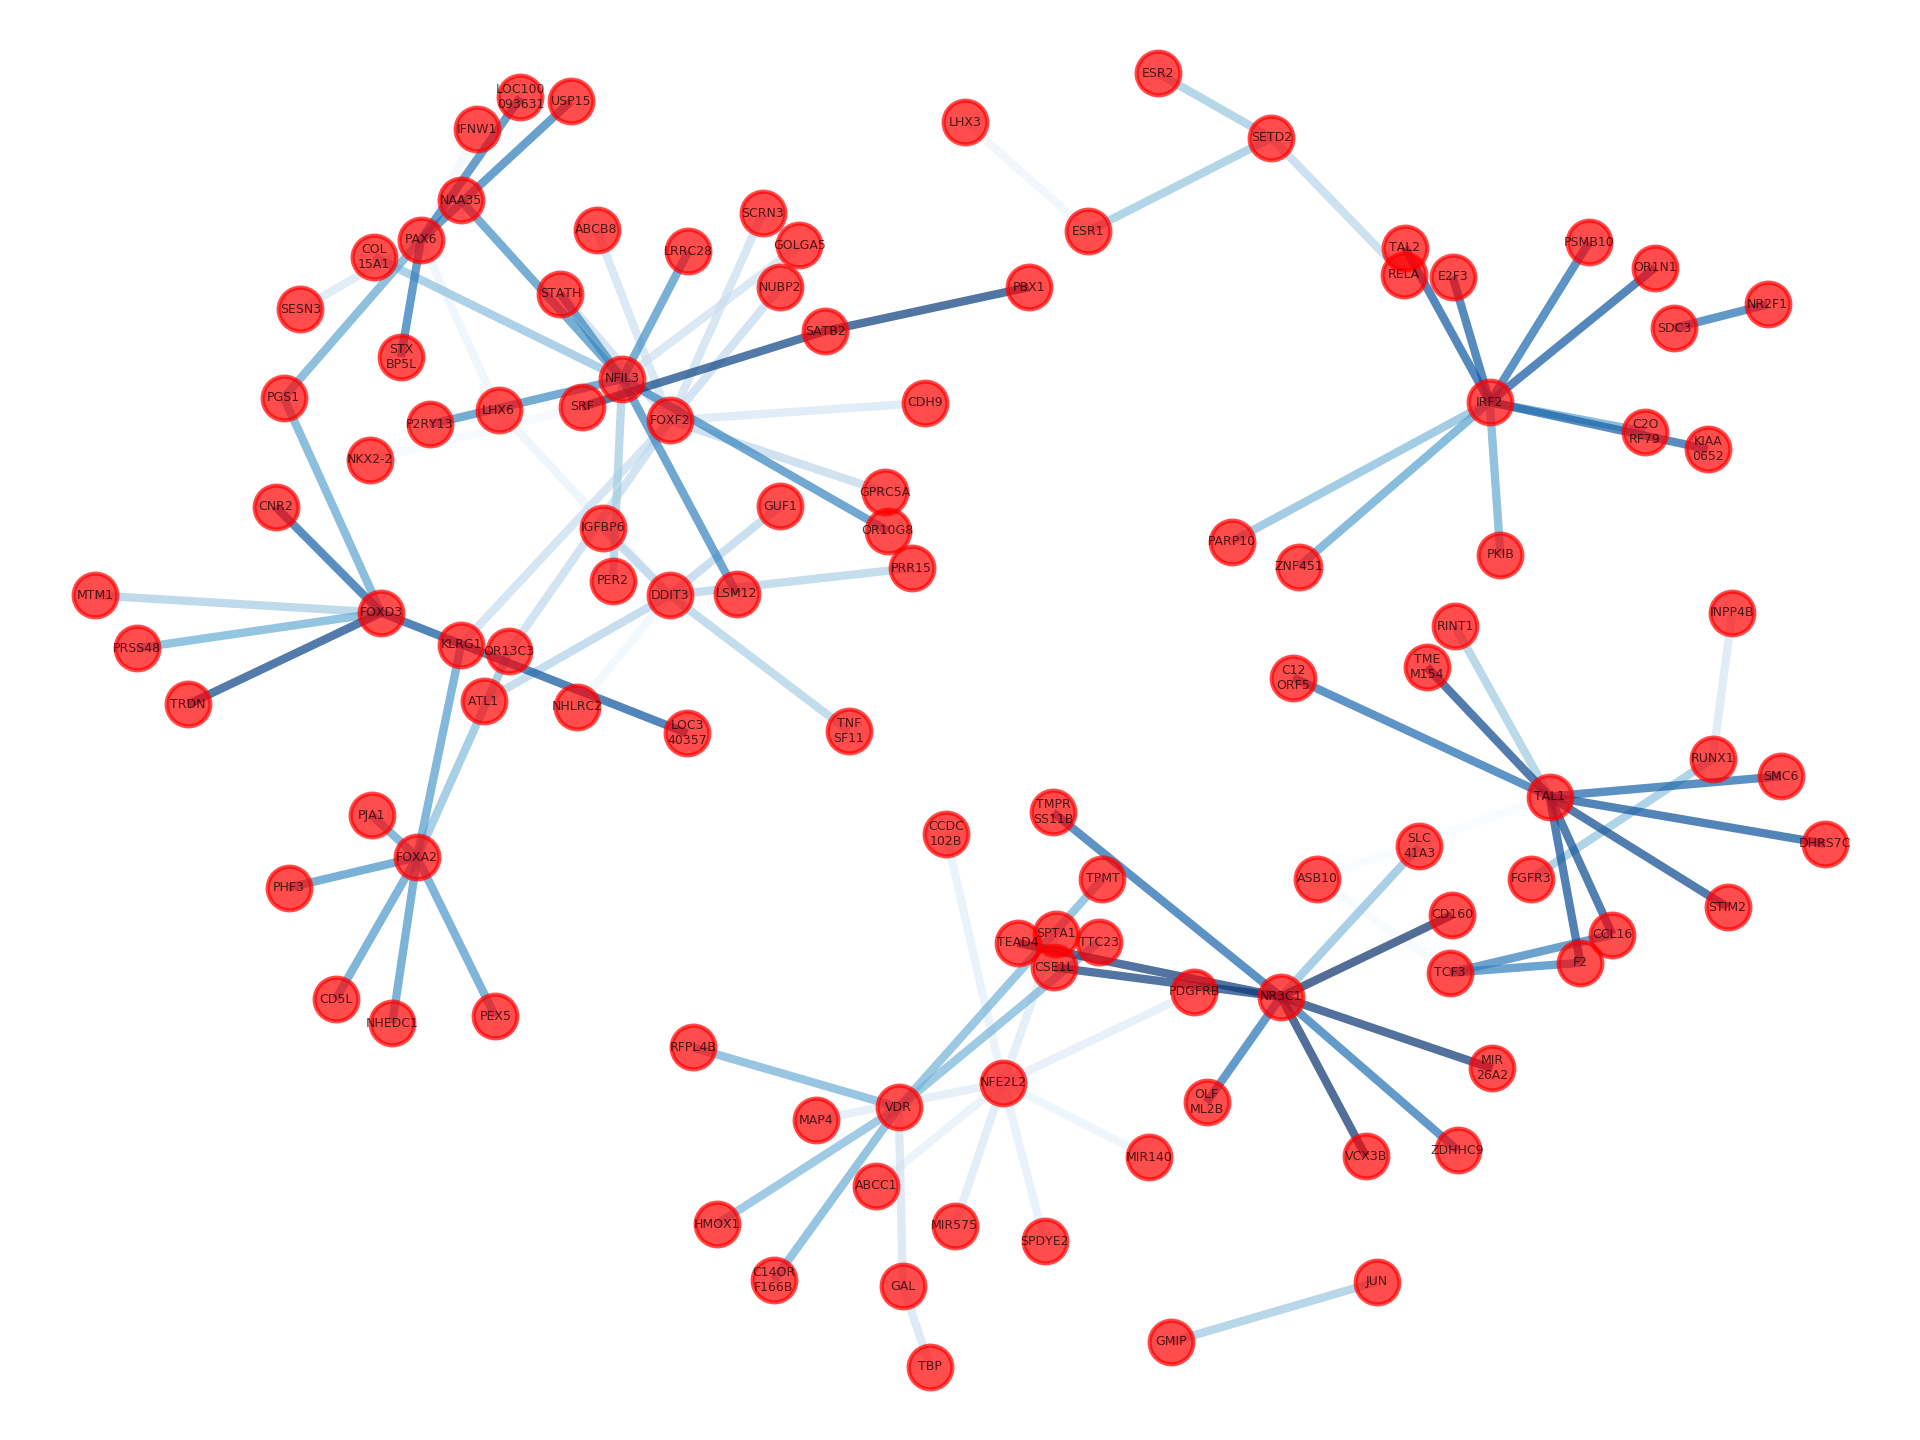 ESR2
LOC100
093631
USP15
LHX3
IFNW1
SETD2
NAA35
SCRN3
ABCB8
ESR1
PAX6
PSMB10
GOLGA5
TAL2
LRRC28
COL
15A1
OR1N1
RELA
E2F3
NUBP2
PBX1
STATH
NR2F1
SESN3
SDC3
SATB2
STX
BP5L
NFIL3
PGS1
IRF2
CDH9
SRF
LHX6
FOXF2
P2RY13
C2O
RF79
KIAA
0652
NKX2-2
GPRC5A
CNR2
GUF1
IGFBP6
OR10G8
PARP10
PKIB
ZNF451
PRR15
PER2
LSM12
DDIT3
MTM1
FOXD3
INPP4B
RINT1
KLRG1
PRSS48
OR13C3
TME
M154
C12
ORF5
ATL1
TRDN
NHLRC2
TNF
SF11
LOC3
40357
RUNX1
SMC6
TAL1
TMPR
SS11B
PJA1
CCDC
102B
DHRS7C
SLC
41A3
FOXA2
TPMT
ASB10
FGFR3
PHF3
STIM2
CD160
SPTA1
CCL16
TEAD4
TTC23
F2
CSE1L
TCF3
PDGFRB
NR3C1
CD5L
PEX5
NHEDC1
RFPL4B
MIR
26A2
NFE2L2
OLF
ML2B
VDR
MAP4
ZDHHC9
VCX3B
MIR140
ABCC1
HMOX1
MIR575
SPDYE2
C14OR
F166B
JUN
GAL
GMIP
TBP